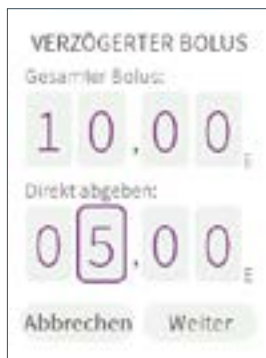 VERZÖGERTER BOLUS
Gesamter Bolus:
10.00 E
Direkt abgeben:
05.00 E
Abbrechen Weiter